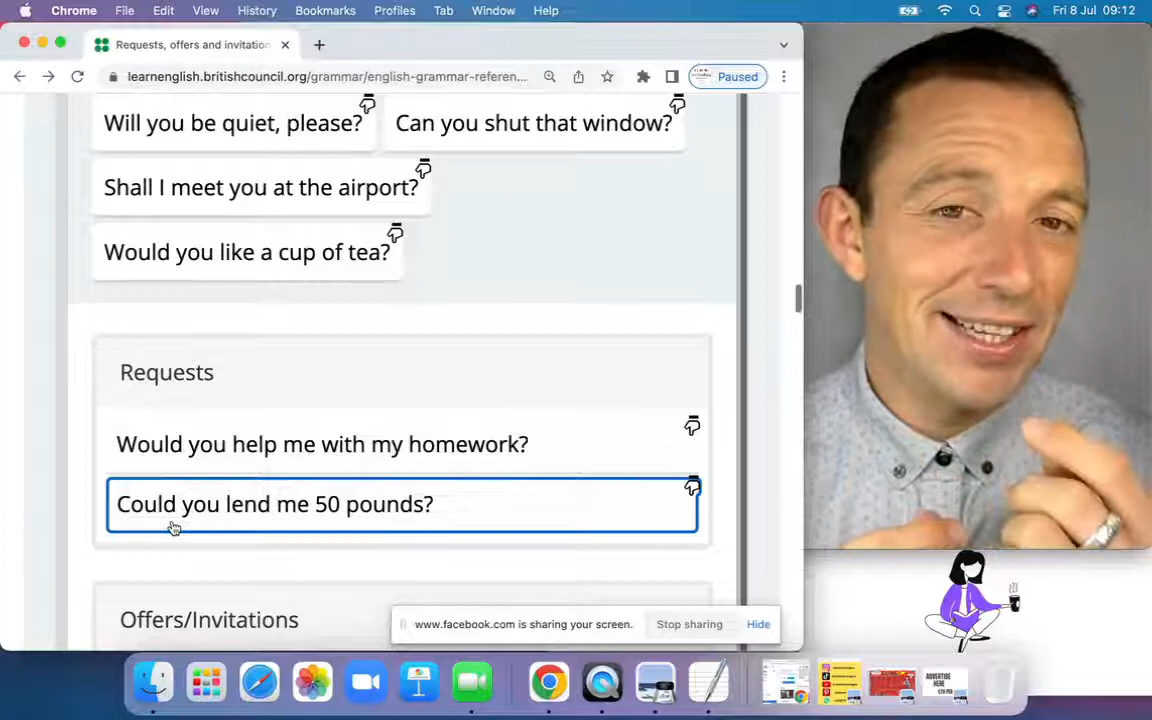 Chrome File Edit View History Bookmarks Profiles Tab Window Help Fri 8 Jul 09:12
Requests, offers and invitation
learnenglish.britishcouncil.org/grammar/english-grammar-referen... Paused
Will you be quiet, please? Can you shut that window?
Shall I meet you at the airport?
Would you like a cup of tea?
Requests
Would you help me with my homework?
Could you lend me 50 pounds?
Offers/Invitations
www.facebook.com is sharing your screen. Stop sharing Hide
ADVERTISE
HERE